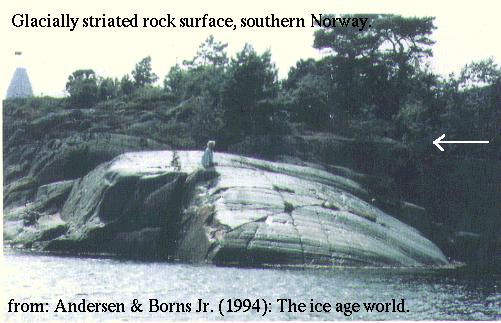 Glacially striated rock surface, southern Norway.
from: Andersen & Borns Jr. (1994): The ice age world.